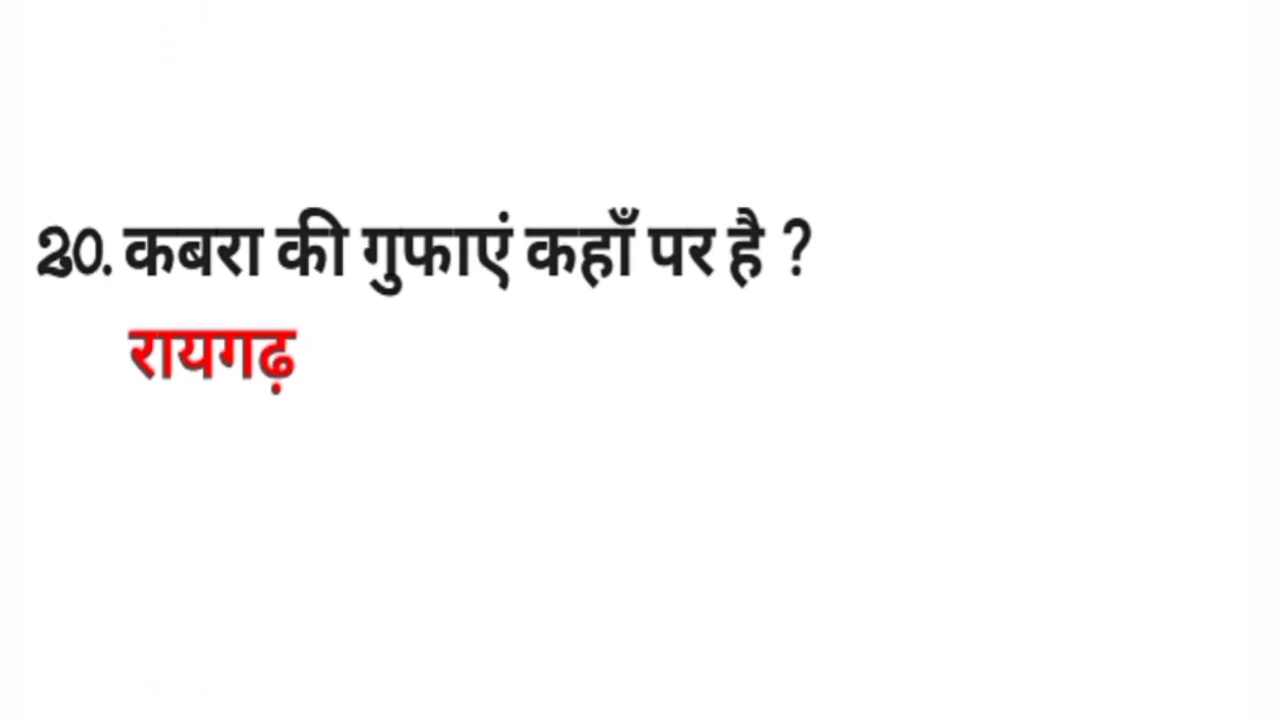 20. कबरा की गुफाएं कहाँ पर है ?
रायगढ़